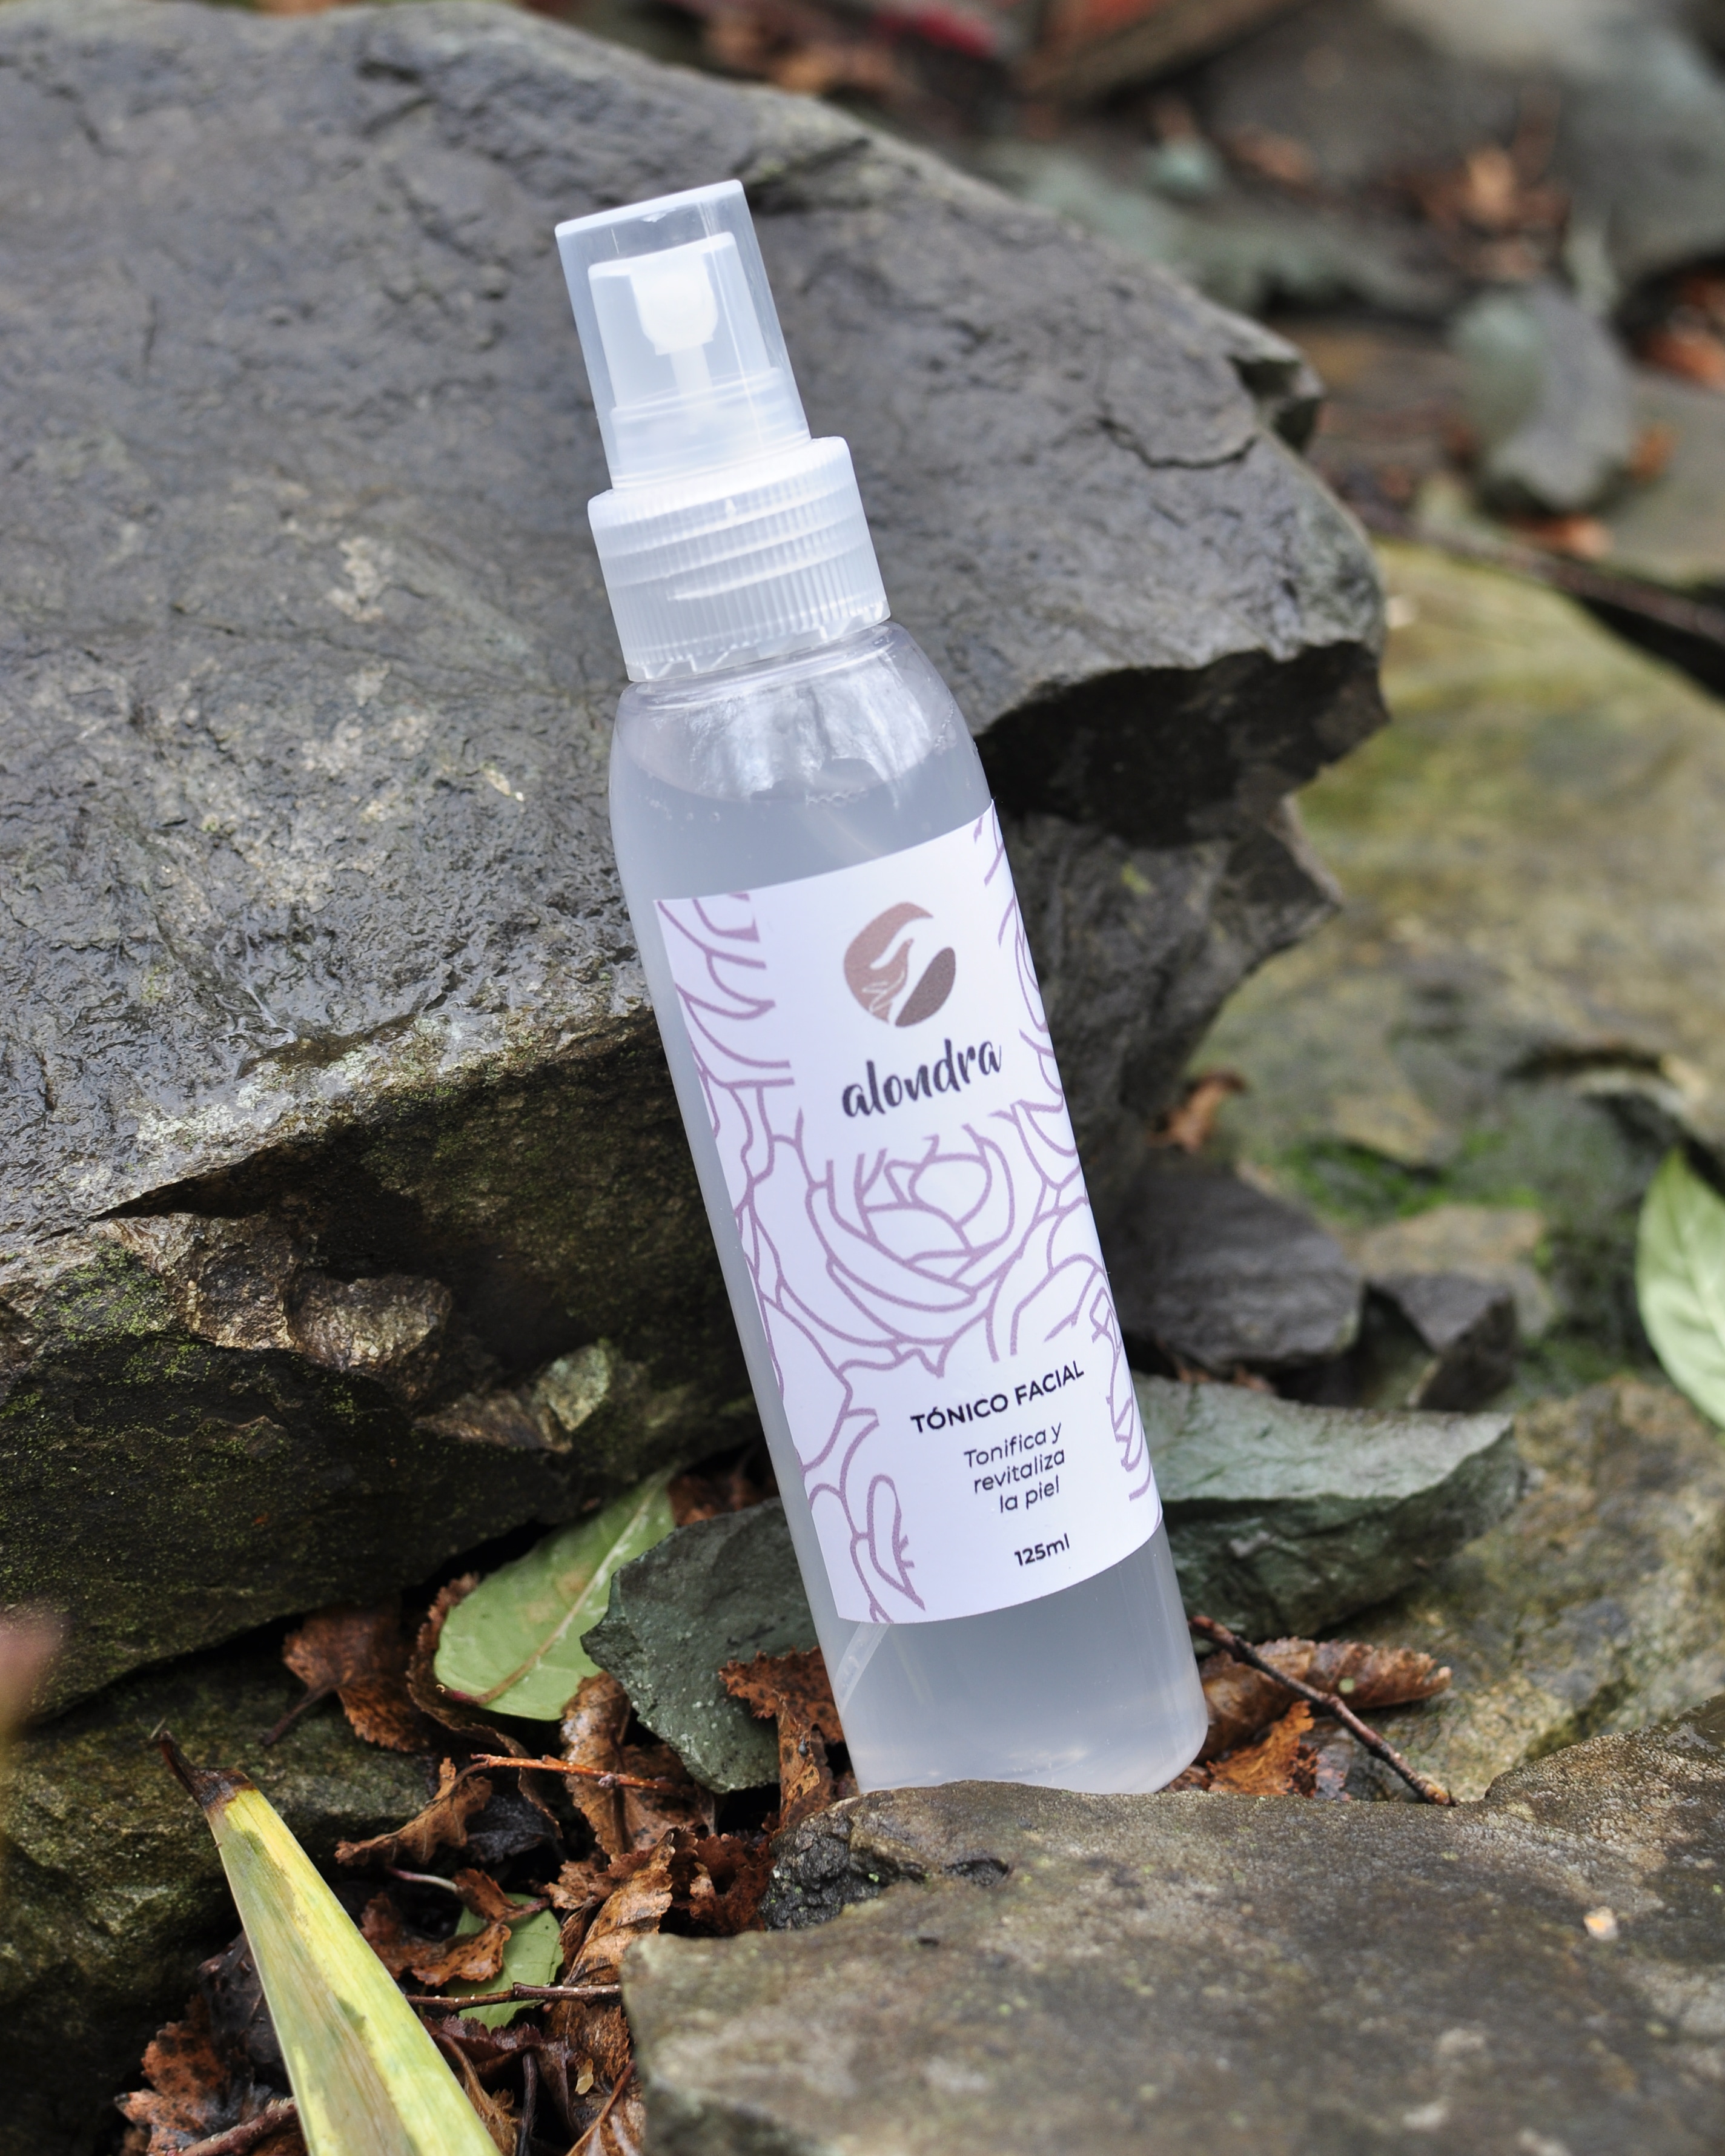 alondra
TÓNICO FACIAL
Tonifica y
revitaliza
la piel
125ml